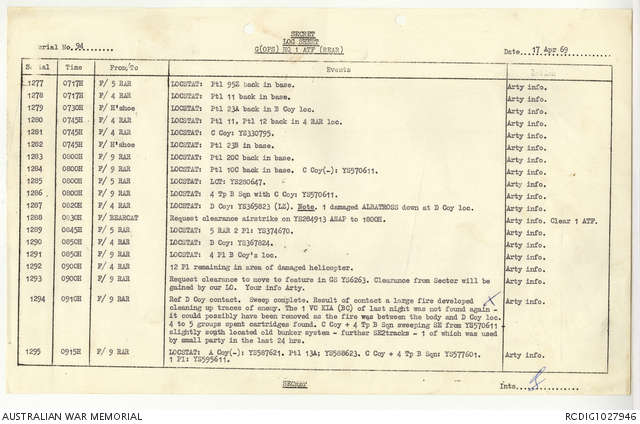 SECRET
LOG SHEET
G(OPS) HQ 1 ATF (REAR)
Serial No. 94
Date 17 Apr 69
Serial Time From/To Events
1277 0717H F/ 5 RAR LOCSTAT: Ptl 95B back in base. Arty info.
1278 0717H F/ 4 RAR LOCSTAT: Ptl 11 back in base. Arty info.
1279 0730H F/ H'shoe LOCSTAT: Ptl 23A back in B Coy loc. Arty info.
1280 0745H F/ 4 RAR LOCSTAT: Ptl 11, Ptl 12 back in 4 RAR loc. Arty info.
1281 0745H F/ 4 RAR LOCSTAT: C Coy: YS330795. Arty info.
1282 0745H F/ H'shoe LOCSTAT: Ptl 23B in base. Arty info.
1283 0800H F/ 9 RAR LOCSTAT: Ptl 20C back in base. Arty info.
1284 0800H F/ 9 RAR LOCSTAT: Ptl 10C back in base. C Coy(-): YS570611. Arty info.
1285 0800H F/ 5 RAR LOCSTAT: LCT: YS280647. Arty info.
1286 0800H F/ 9 RAR LOCSTAT: 4 Tp B Sqn with C Coy: YS570611. Arty info.
1287 0820H F/ 4 RAR LOCSTAT: D Coy: YS365823 (LZ). Note. 1 damaged ALBATROSS down at D Coy loc. Arty info.
1288 0830H F/ BEARCAT Request clearance airstrike on YS284913 ASAP to 1800H. Arty info. Clear 1 ATF.
1289 0845H F/ 5 RAR LOCSTAT: 5 RAR 2 Pl: YS374670. Arty info.
1290 0850H F/ 4 RAR LOCSTAT: D Coy: YS367824. Arty info.
1291 0850H F/ 9 RAR LOCSTAT: 4 Pl B Coy's loc. Arty info.
1292 0900H F/ 4 RAR 12 Pl remaining in area of damaged helicopter. Arty info.
1293 0900H F/ 9 RAR Request clearance to move to feature in GS YS6263. Clearance from Sector will be Arty info.
gained by our LO. Your info Arty.
1294 0910H F/ 9 RAR Ref D Coy contact. Sweep complete. Result of contact a large fire developed Arty info.
cleaning up traces of enemy. The 1 VC KIA (BC) of last night was not found again -
it could possibly have been removed as the fire was between the body and D Coy loc.
4 to 5 groups spent cartridges found. C Coy + 4 Tp B Sqn sweeping SE from YS570611 -
slightly south located old bunker system - further SE2tracks - 1 of which was used
by small party in the last 24 hrs.
1295 0915H F/ 9 RAR LOCSTAT: A Coy(-): YS587621. Ptl 13A: YS588623. C Coy + 4 Tp B Sqn: YS577601. Arty info.
1 Pl: YS595611.
SECRET
Ints
AUSTRALIAN WAR MEMORIAL
RCDIG1027946